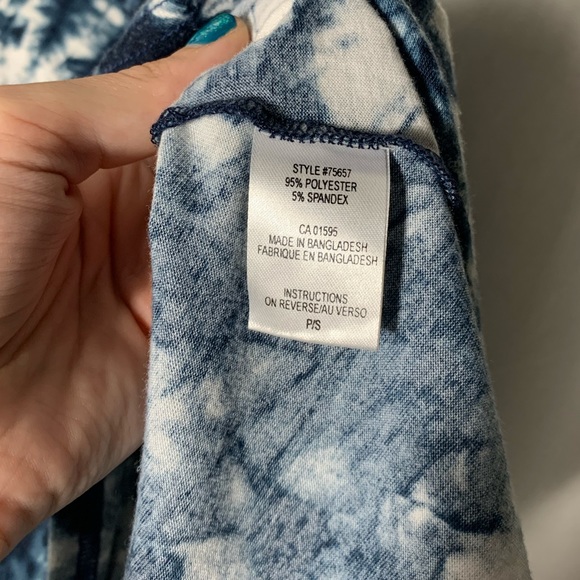 STYLE #75657
95% POLYESTER
5% SPANDEX
CA 01595
MADE IN BANGLADESH
FABRIQUE EN BANGLADESH
INSTRUCTIONS
ON REVERSE/AU VERSO
P/S